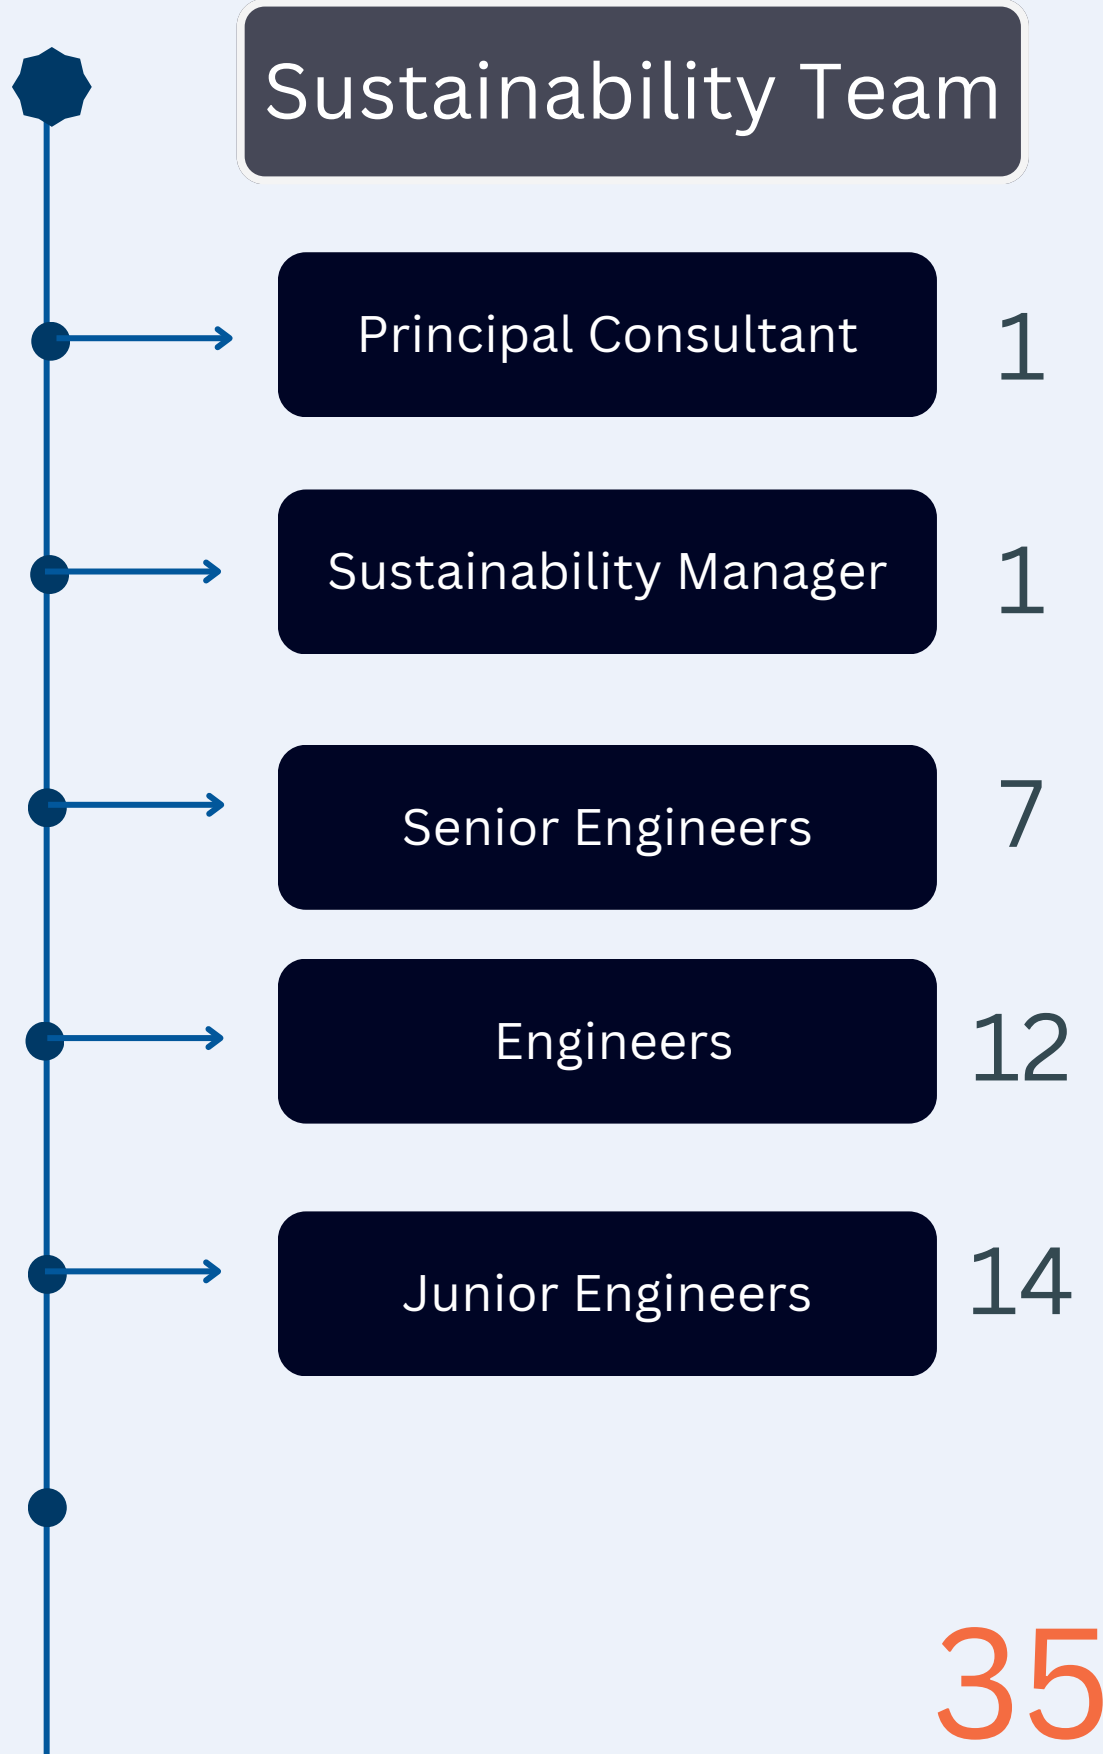 Sustainability Team
Principal Consultant 1
Sustainability Manager 1
Senior Engineers 7
Engineers 12
Junior Engineers 14
35